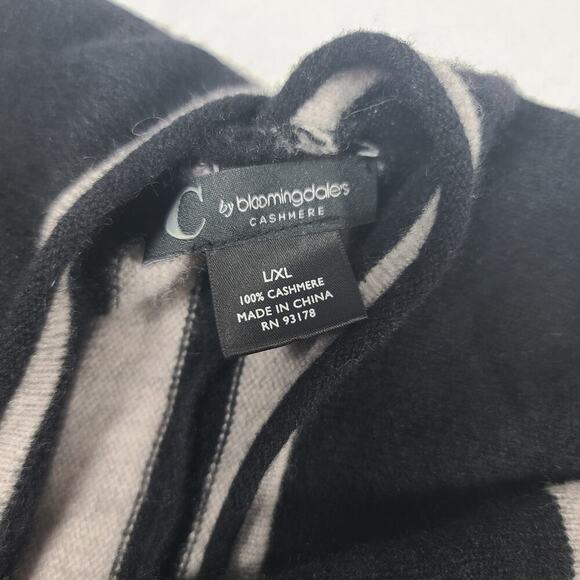 C by bloomingdale's
CASHMERE
L/XL
100% CASHMERE
MADE IN CHINA
RN 93178